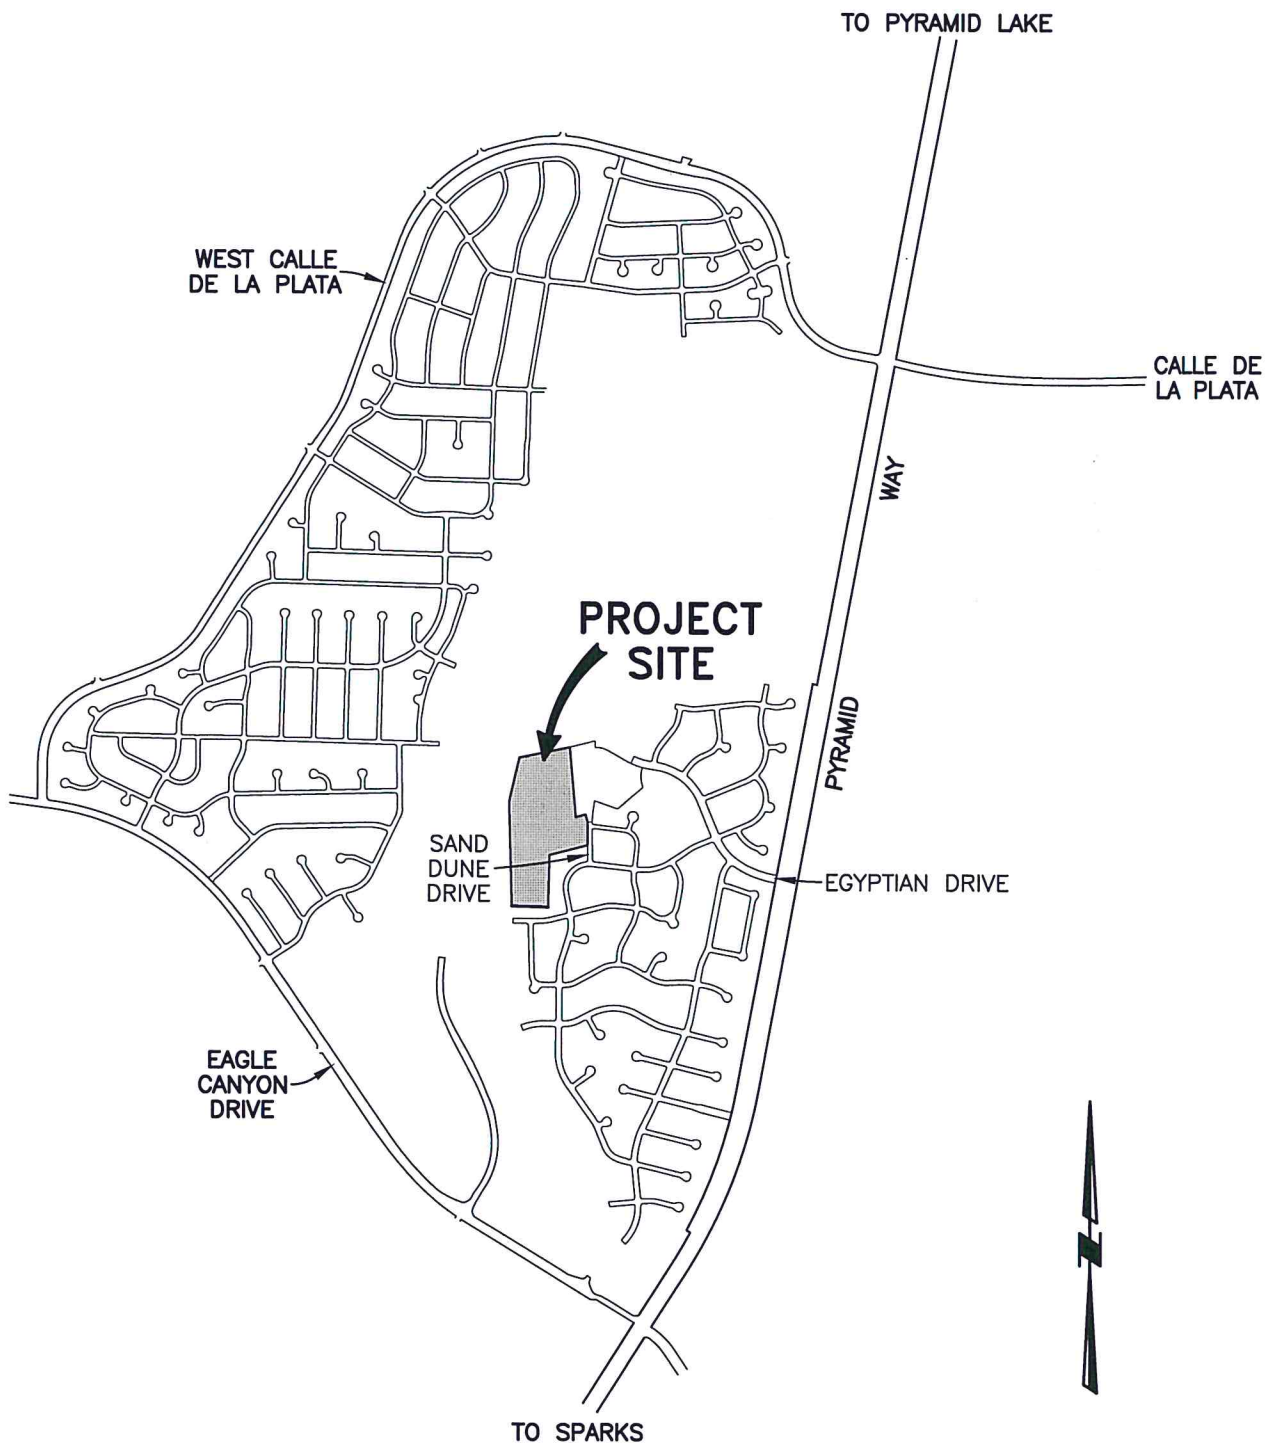 TO PYRAMID LAKE
WEST CALLE
DE LA PLATA
CALLE DE
LA PLATA
WAY
PROJECT
SITE
PYRAMID
SAND
DUNE
DRIVE
EGYPTIAN DRIVE
EAGLE
CANYON
DRIVE
N
TO SPARKS